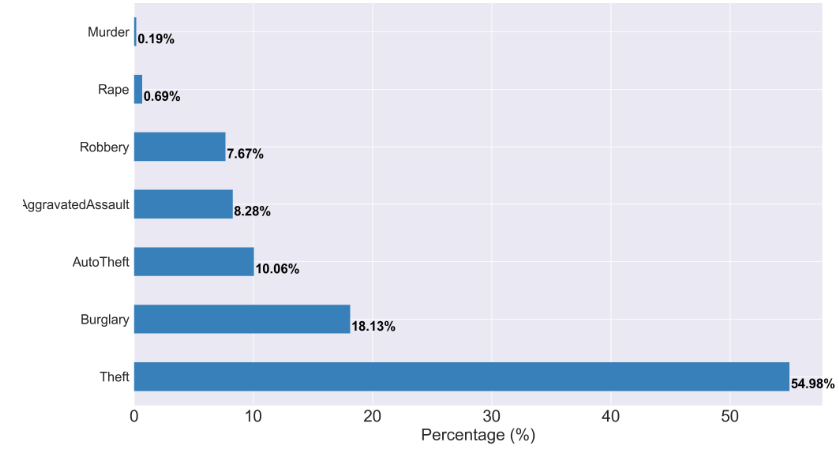 Murder
0.19%
Rape
0.69%
Robbery
7.67%
AggravatedAssault
8.28%
AutoTheft
10.06%
Burglary
18.13%
Theft
54.98%
0 10 20 30 40 50
Percentage (%)